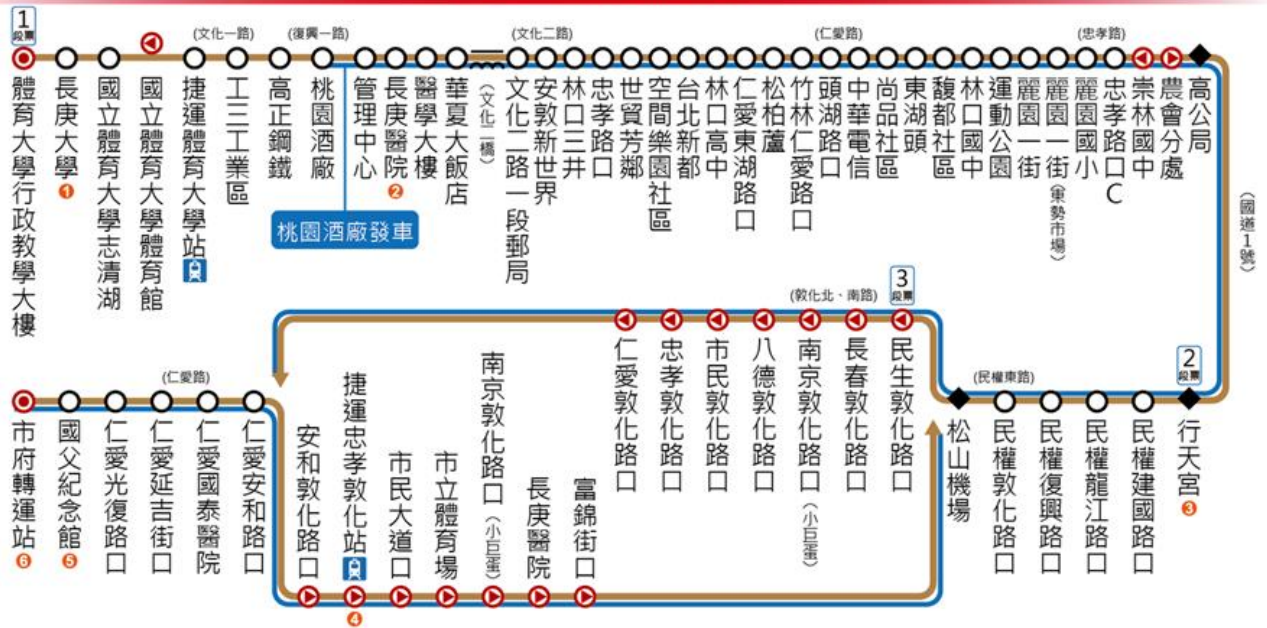 1
段票
(文化一路)
(復興一路)
(文化二路)
(仁愛路)
(忠孝路)
體育大學行政教學大樓
長庚大學
1
國立體育大學志清湖
國立體育大學體育館
捷運體育大學站
工三工業區
高正鋼鐵
桃園酒廠
管理中心
長庚醫院
2
醫學大樓
華夏大飯店
(文化二橋)
文化二路一段郵局
安敦新世界
林口三井
忠孝路口
世貿芳鄰
空間樂園社區
台北新都
林口高中
仁愛東湖路口
松柏蘆
竹林仁愛路口
頭湖路口
中華電信
尚品社區
東湖頭
馥都社區
林口國中
運動公園
麗園一街
麗園一街(東勢市場)
麗園國小
忠孝路口C
崇林國中
農會分處
高公局
桃園酒廠發車
(國道1號)
2
段票
行天宮
3
民權建國路口
民權龍江路口
民權復興路口
民權敦化路口
(民權東路)
松山機場
3
段票
(敦化北、南路)
民生敦化路口
長春敦化路口
南京敦化路口(小巨蛋)
八德敦化路口
市民敦化路口
忠孝敦化路口
仁愛敦化路口
(仁愛路)
市府轉運站
6
國父紀念館
5
仁愛光復路口
仁愛延吉街口
仁愛國泰醫院
仁愛安和路口
安和敦化路口
捷運忠孝敦化站
4
市民大道口
市立體育場
南京敦化路口(小巨蛋)
長庚醫院
富錦街口